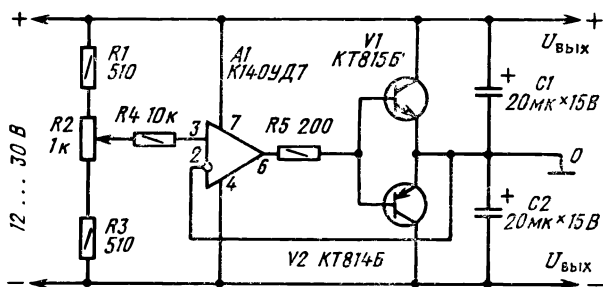 + +
R1
510
A1
К140УД7
V1
КТ815Б
Uвых
+ C1
20мк×15В
R2
1к
R4 10к
3
7
2
4
6
R5 200
0
12 ... 30 В
R3
510
V2 КТ814Б
+ C2
20мк×15В
Uвых
− −